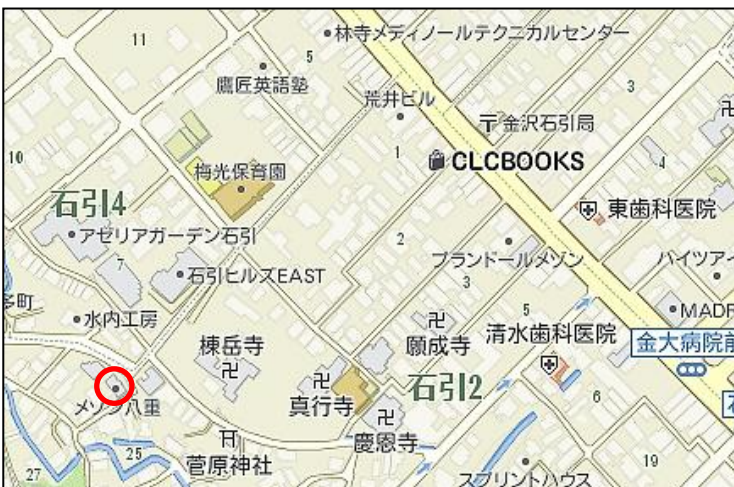 林寺メディノールテクニカルセンター
11
5
鷹匠英語塾
荒井ビル
3
〒金沢石引局
10
梅光保育園
1
CLCBOOKS
4
石引4
東歯科医院
アゼリアガーデン石引
2
ブランドールメゾン
バイツアー
7
石引ヒルズEAST
3
多町
水内工房
5
MADR
棟岳寺
願成寺
清水歯科医院
金大病院前
メゾン八重
真行寺
石引2
6
石
慶恩寺
25
菅原神社
19
27
スプリントハウス